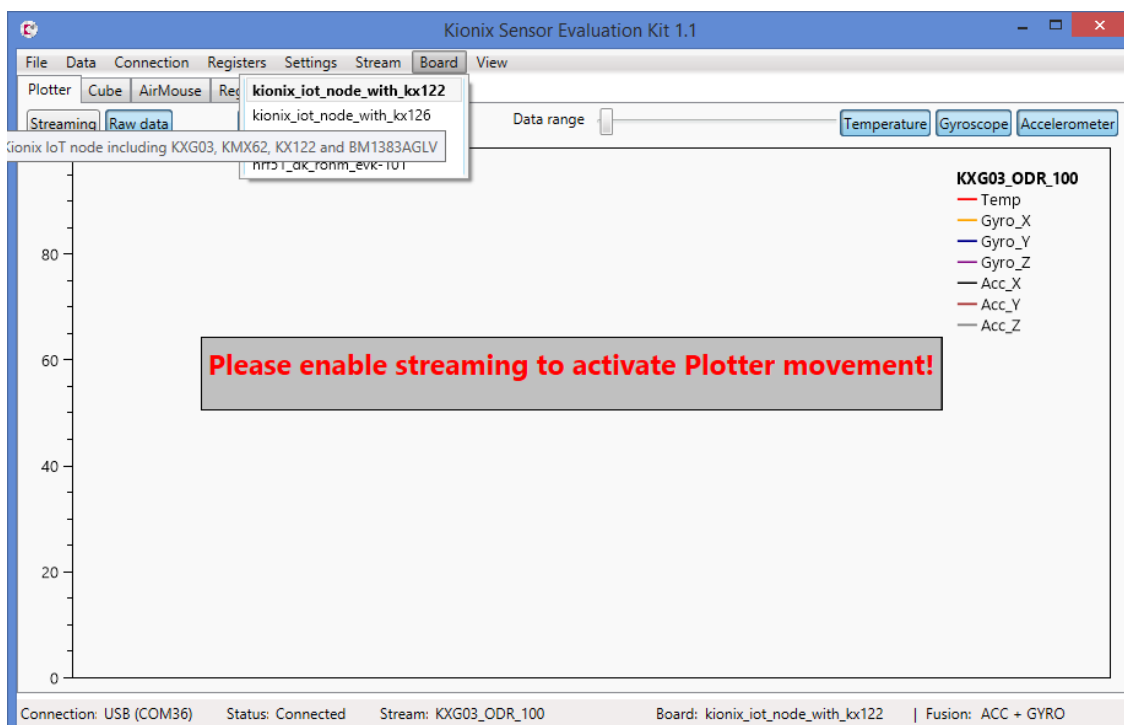 Kionix Sensor Evaluation Kit 1.1
File Data Connection Registers Settings Stream Board View
Plotter Cube AirMouse Reg
kionix_iot_node_with_kx122
kionix_iot_node_with_kx126
Streaming Raw data Data range Temperature Gyroscope Accelerometer
Kionix IoT node including KXG03, KMX62, KX122 and BM1383AGLV
nrf51_dk_rohm_evk-101
KXG03_ODR_100
Temp
Gyro_X
Gyro_Y
Gyro_Z
Acc_X
Acc_Y
Acc_Z
80
60
Please enable streaming to activate Plotter movement!
40
20
0
Connection: USB (COM36) Status: Connected Stream: KXG03_ODR_100 Board: kionix_iot_node_with_kx122 | Fusion: ACC + GYRO